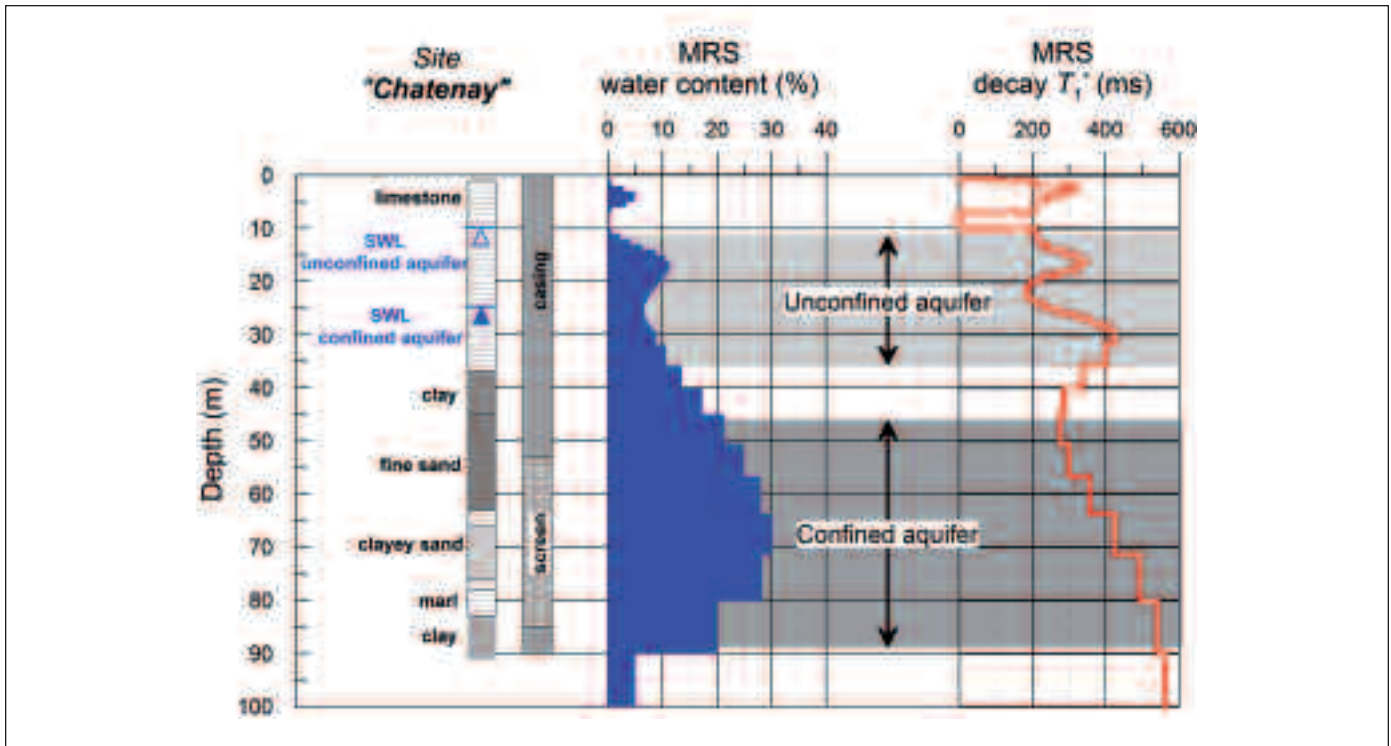 Site
"Chatenay"
MRS
water content (%)
0 10 20 30 40
MRS
decay T₁* (ms)
0 200 400 600
Depth (m)
0
10
20
30
40
50
60
70
80
90
100
limestone
SWL
unconfined aquifer
SWL
confined aquifer
clay
fine sand
clayey sand
marl
clay
casing
screen
Unconfined aquifer
Confined aquifer